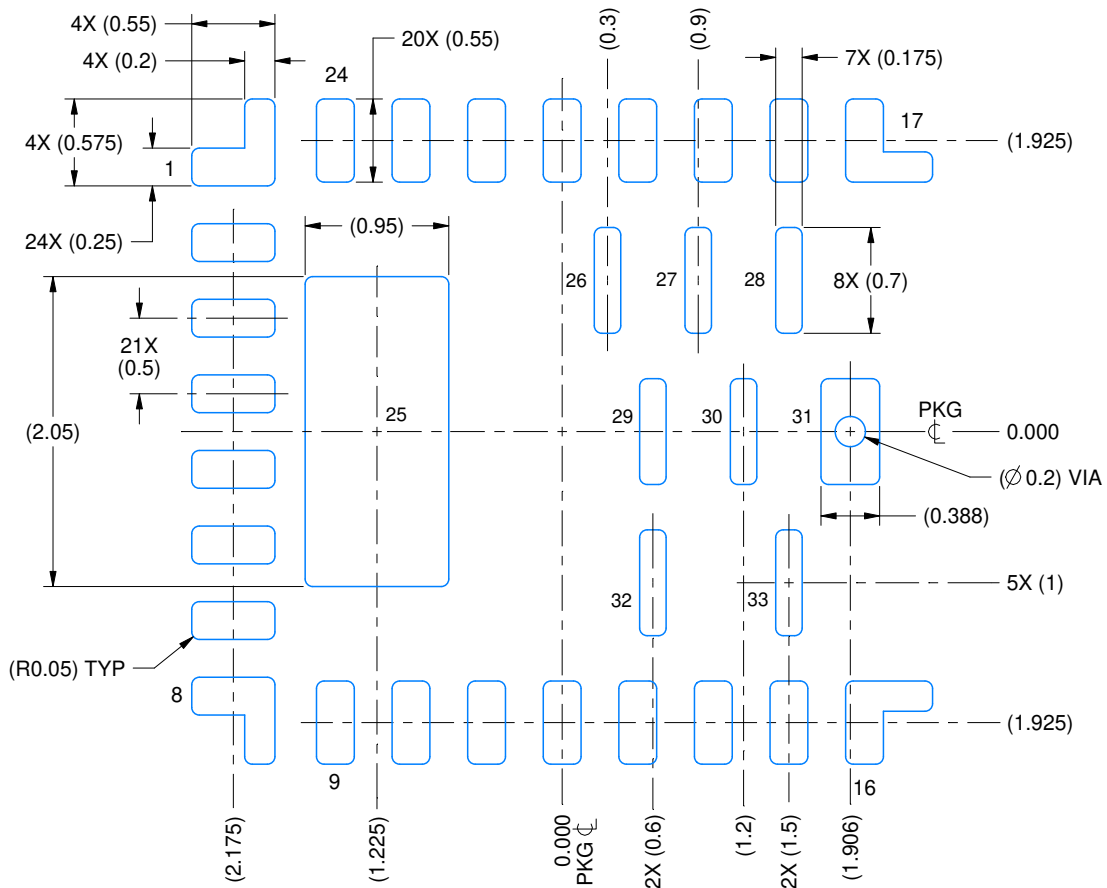 4X (0.55)
4X (0.2)
20X (0.55)
(0.3)
(0.9)
7X (0.175)
24
17
4X (0.575)
1
(1.925)
24X (0.25)
(0.95)
26
27
28
8X (0.7)
21X
(0.5)
(2.05)
25
29
30
31
PKG
0.000
(Ø 0.2) VIA
(0.388)
32
33
5X (1)
(R0.05) TYP
8
(1.925)
9
16
(2.175)
(1.225)
0.000
PKG
2X (0.6)
(1.2)
2X (1.5)
(1.906)